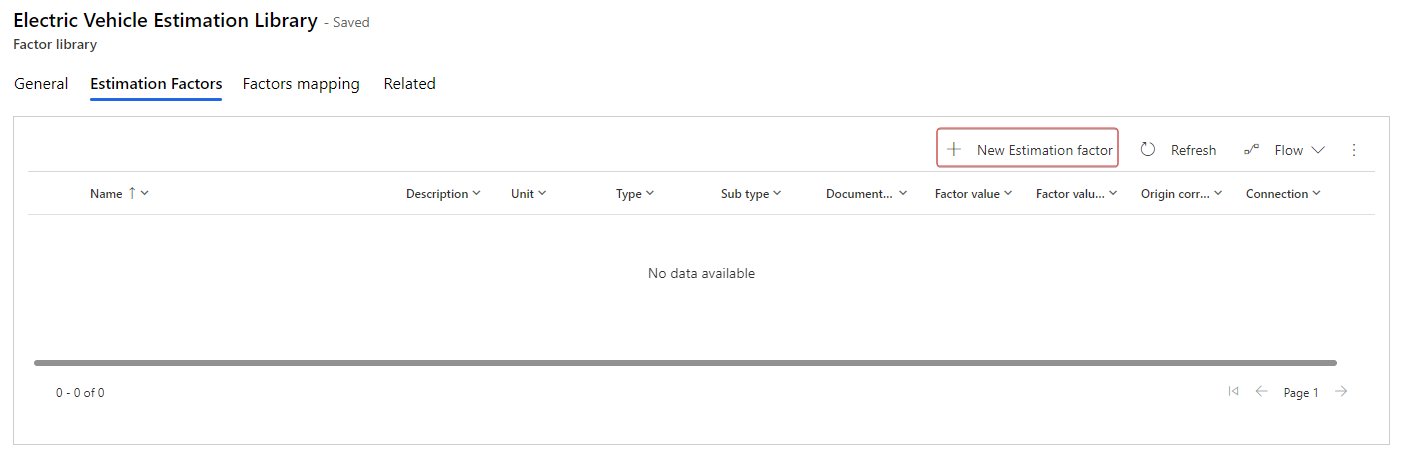 Electric Vehicle Estimation Library - Saved
Factor library
General Estimation Factors Factors mapping Related
New Estimation factor Refresh Flow
Name Description Unit Type Sub type Document... Factor value Factor valu... Origin corr... Connection
No data available
0 - 0 of 0 Page 1